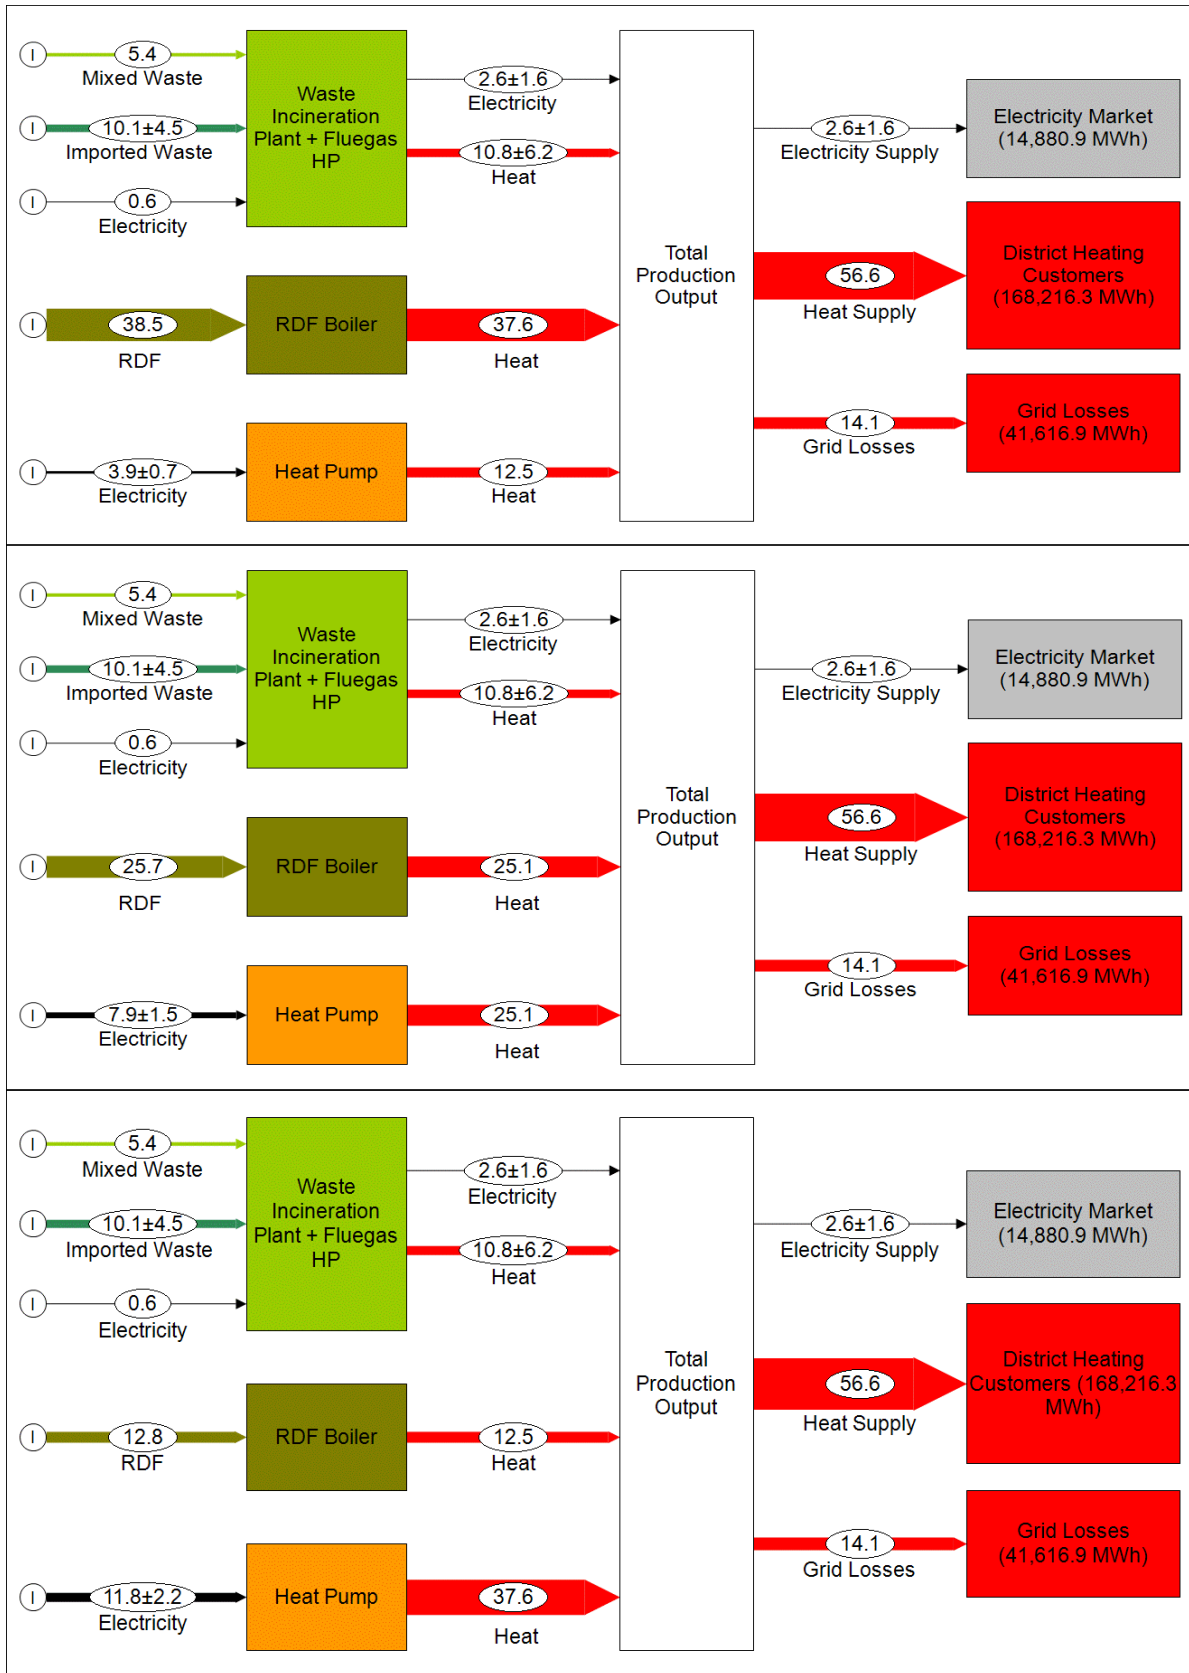 I
5.4
Mixed Waste
I
10.1±4.5
Imported Waste
I
0.6
Electricity
Waste
Incineration
Plant + Fluegas
HP
2.6±1.6
Electricity
10.8±6.2
Heat
I
38.5
RDF
RDF Boiler
37.6
Heat
I
3.9±0.7
Electricity
Heat Pump
12.5
Heat
Total
Production
Output
2.6±1.6
Electricity Supply
Electricity Market
(14,880.9 MWh)
56.6
Heat Supply
District Heating
Customers
(168,216.3 MWh)
14.1
Grid Losses
Grid Losses
(41,616.9 MWh)
I
5.4
Mixed Waste
I
10.1±4.5
Imported Waste
I
0.6
Electricity
Waste
Incineration
Plant + Fluegas
HP
2.6±1.6
Electricity
10.8±6.2
Heat
I
25.7
RDF
RDF Boiler
25.1
Heat
I
7.9±1.5
Electricity
Heat Pump
25.1
Heat
Total
Production
Output
2.6±1.6
Electricity Supply
Electricity Market
(14,880.9 MWh)
56.6
Heat Supply
District Heating
Customers
(168,216.3 MWh)
14.1
Grid Losses
Grid Losses
(41,616.9 MWh)
I
5.4
Mixed Waste
I
10.1±4.5
Imported Waste
I
0.6
Electricity
Waste
Incineration
Plant + Fluegas
HP
2.6±1.6
Electricity
10.8±6.2
Heat
I
12.8
RDF
RDF Boiler
12.5
Heat
I
11.8±2.2
Electricity
Heat Pump
37.6
Heat
Total
Production
Output
2.6±1.6
Electricity Supply
Electricity Market
(14,880.9 MWh)
56.6
Heat Supply
District Heating
Customers (168,216.3
MWh)
14.1
Grid Losses
Grid Losses
(41,616.9 MWh)